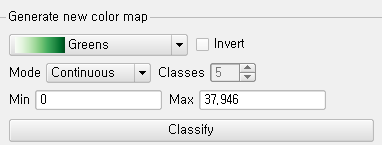 Generate new color map
Greens Invert
Mode Continuous Classes 5
Min 0 Max 37,946
Classify